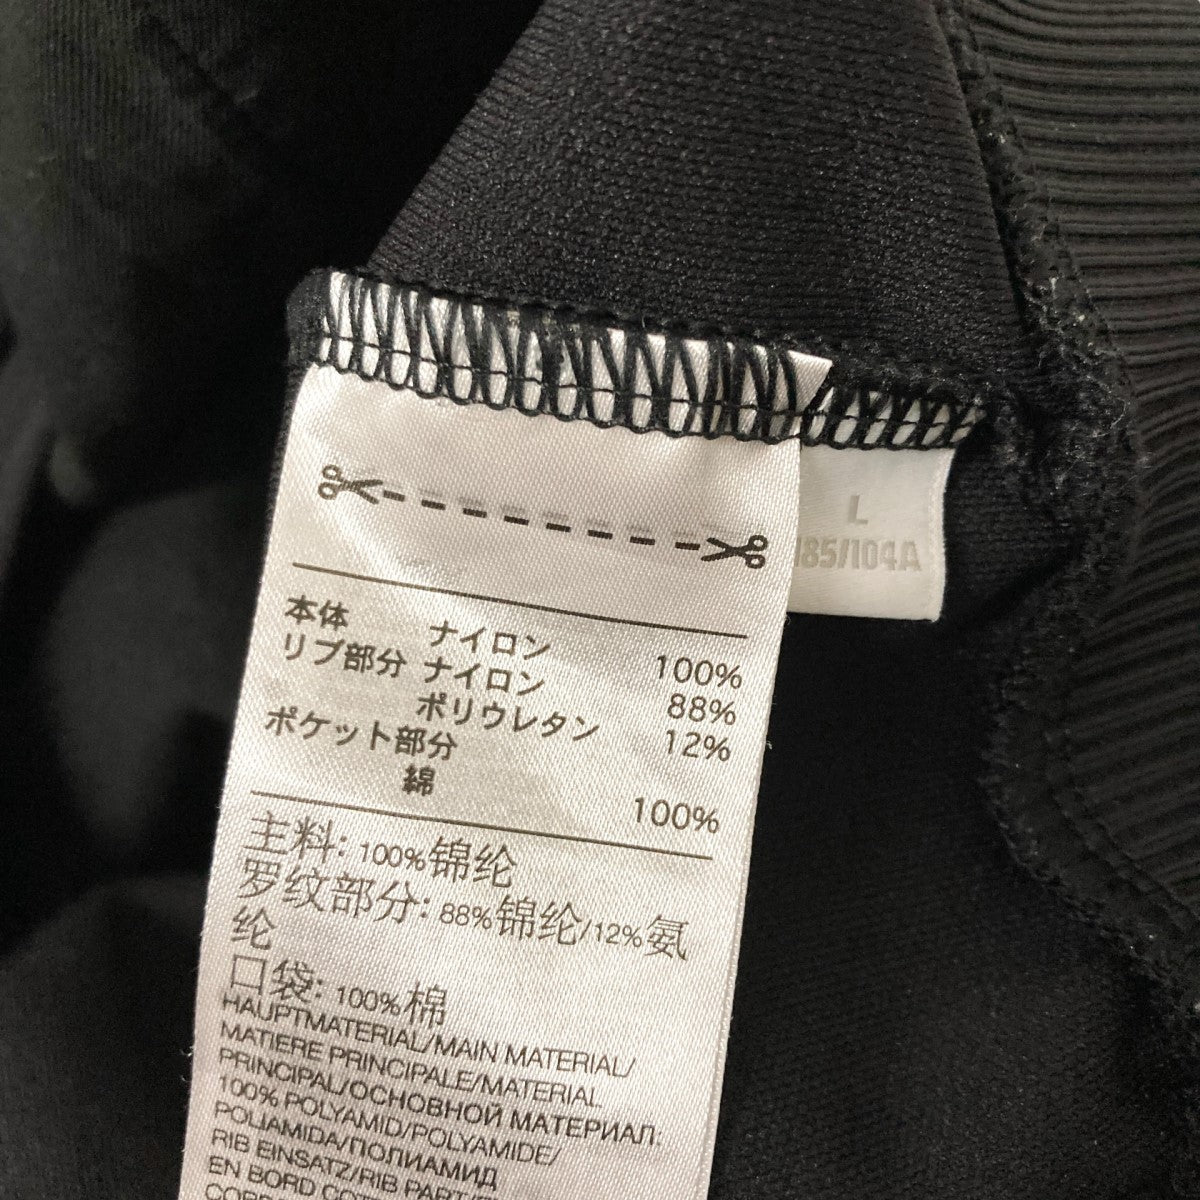 L
185/104A
本体 ナイロン 100%
リブ部分 ナイロン 88%
ポリウレタン 12%
ポケット部分
綿 100%
主料: 100%锦纶
罗纹部分: 88%锦纶/12%氨
纶
口袋: 100%棉
HAUPTMATERIAL/MAIN MATERIAL/
MATIERE PRINCIPALE/MATERIAL
PRINCIPAL/ОСНОВНОЙ МАТЕРИАЛ:
100% POLYAMID/POLYAMIDE/
POLIAMIDA/ПОЛИАМИД
RIB EINSATZ/RIB PART/
EN BORD